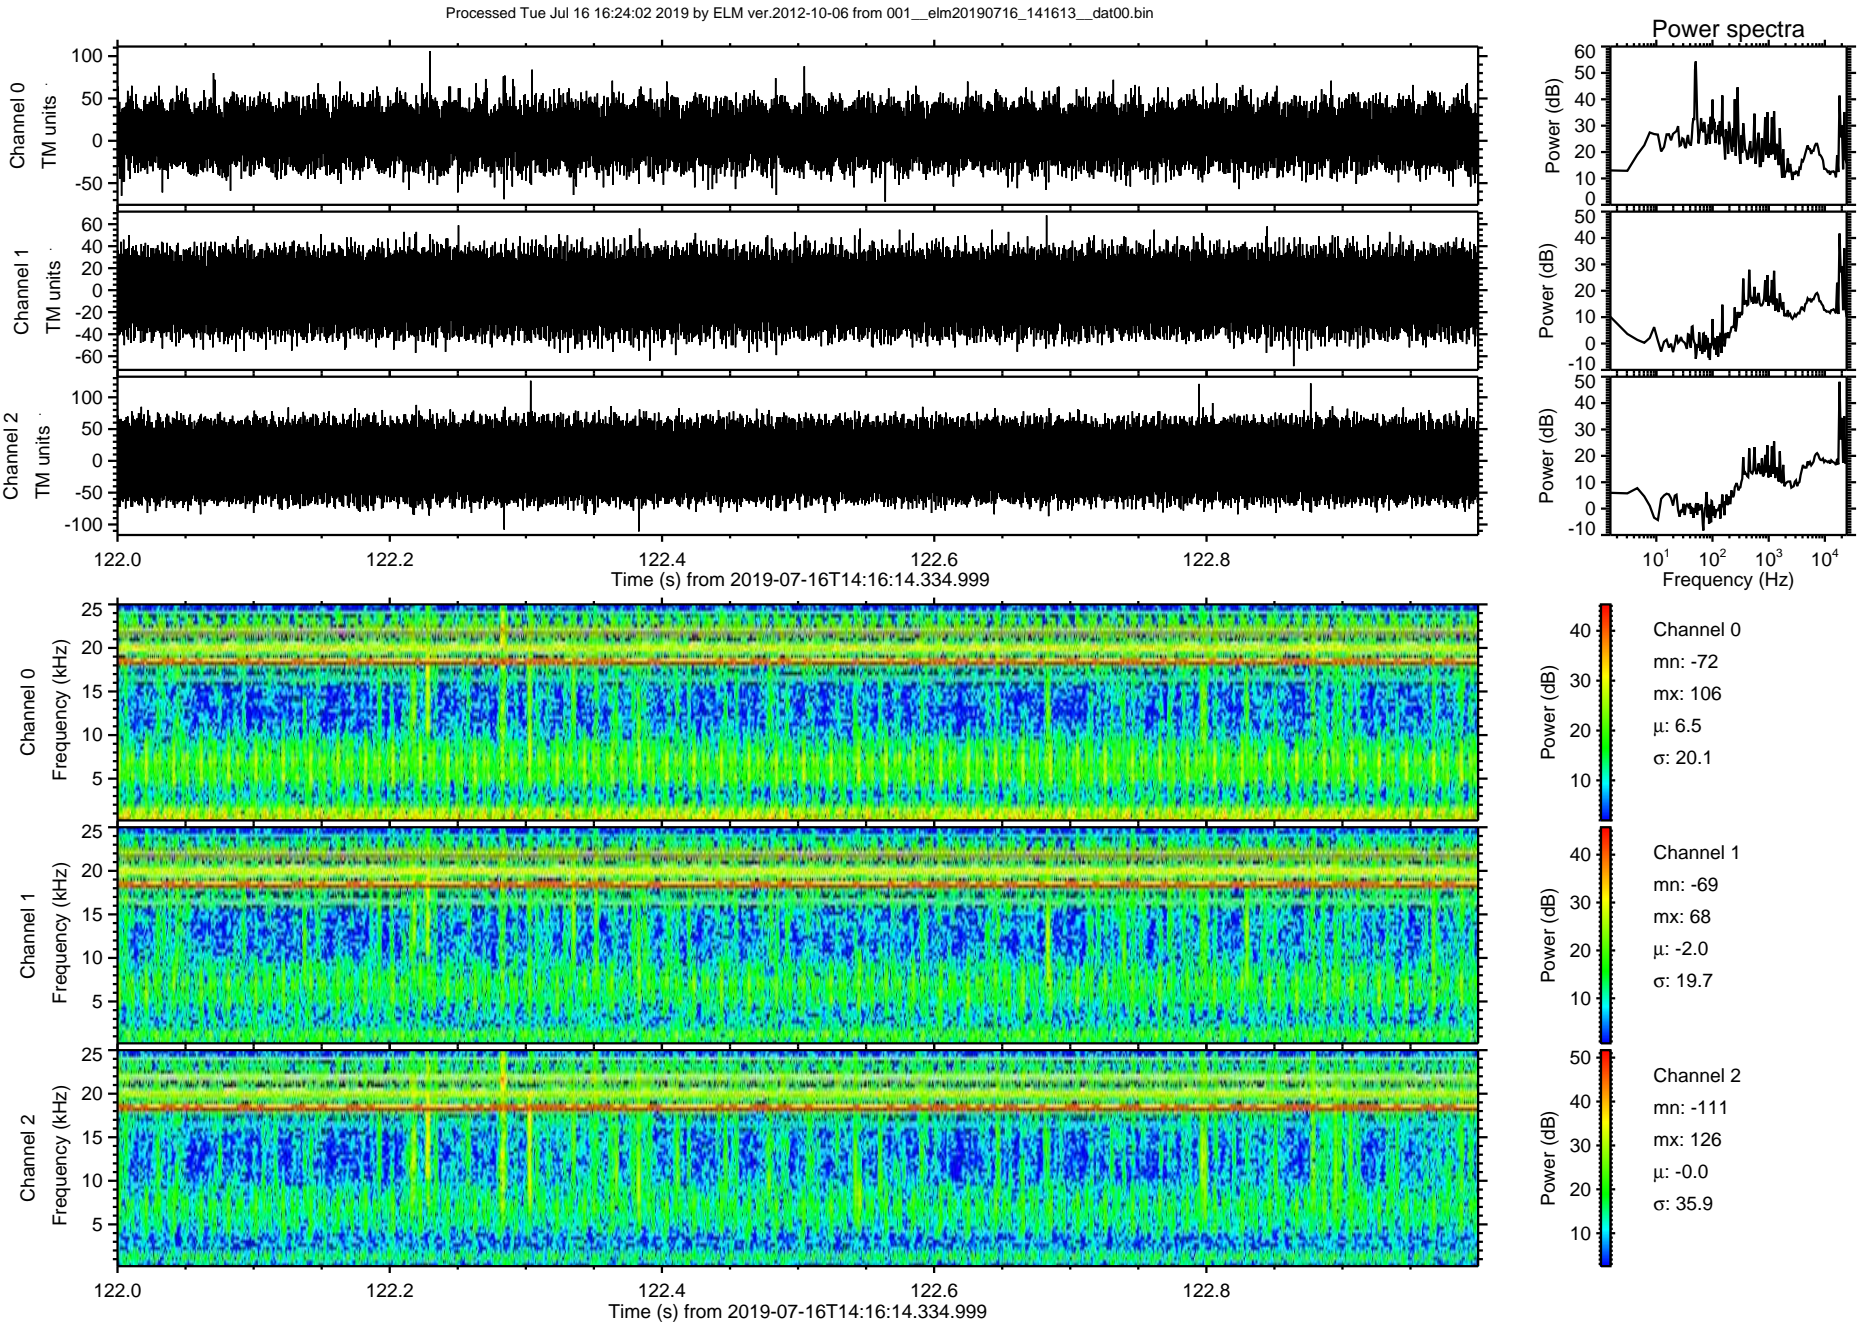 Processed Tue Jul 16 16:24:02 2019 by ELM ver.2012-10-06 from 001__elm20190716_141613__dat00.bin
Power spectra
Channel 0
TM units
100
50
0
-50
Power (dB)
60
50
40
30
20
10
0
Channel 1
TM units
60
40
20
0
-20
-40
-60
Power (dB)
50
40
30
20
10
0
-10
Channel 2
TM units
100
50
0
-50
-100
Power (dB)
50
40
30
20
10
0
-10
122.0 122.2 122.4 122.6 122.8
Time (s) from 2019-07-16T14:16:14.334.999
10^1 10^2 10^3 10^4
Frequency (Hz)
Channel 0
Frequency (kHz)
25
20
15
10
5
Power (dB)
40
30
20
10
Channel 0
mn: -72
mx: 106
μ: 6.5
σ: 20.1
Channel 1
Frequency (kHz)
25
20
15
10
5
Power (dB)
40
30
20
10
Channel 1
mn: -69
mx: 68
μ: -2.0
σ: 19.7
Channel 2
Frequency (kHz)
25
20
15
10
5
Power (dB)
50
40
30
20
10
Channel 2
mn: -111
mx: 126
μ: -0.0
σ: 35.9
122.0 122.2 122.4 122.6 122.8
Time (s) from 2019-07-16T14:16:14.334.999